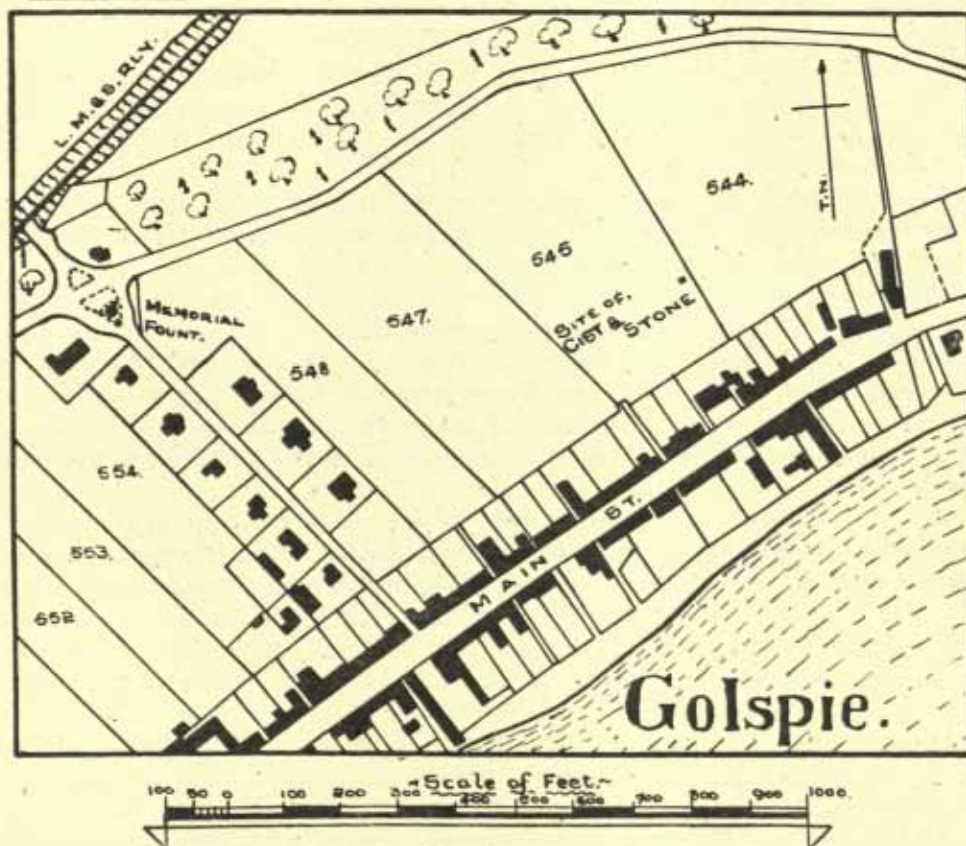 L.M.&S. RLY.
544.
T.N.
545
SITE OF,
CIST & STONE
MEMORIAL
FOUNT.
547.
548
554.
553.
552
MAIN ST.
Golspie.
Scale of Feet.
100 50 0 100 200 300 400 500 600 700 800 900 1000